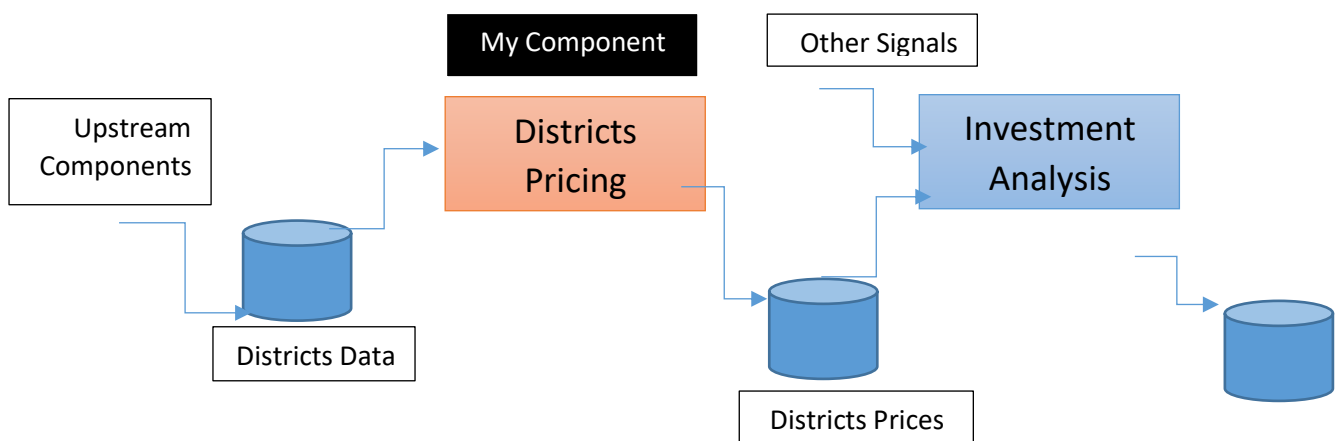 My Component
Other Signals
Upstream
Components
Districts
Pricing
Investment
Analysis
Districts Data
Districts Prices